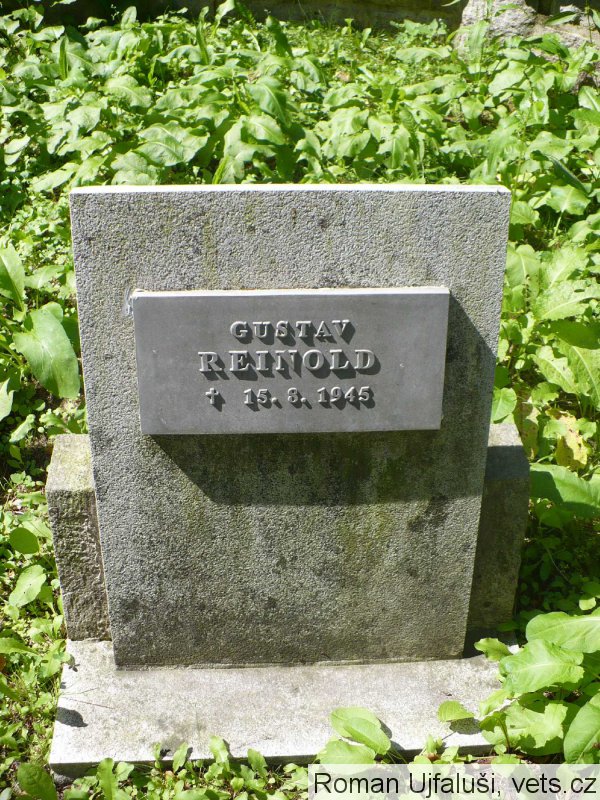 GUSTAV
REINOLD
✝ 15. 8. 1945
Roman Ujfaluši, vets.cz